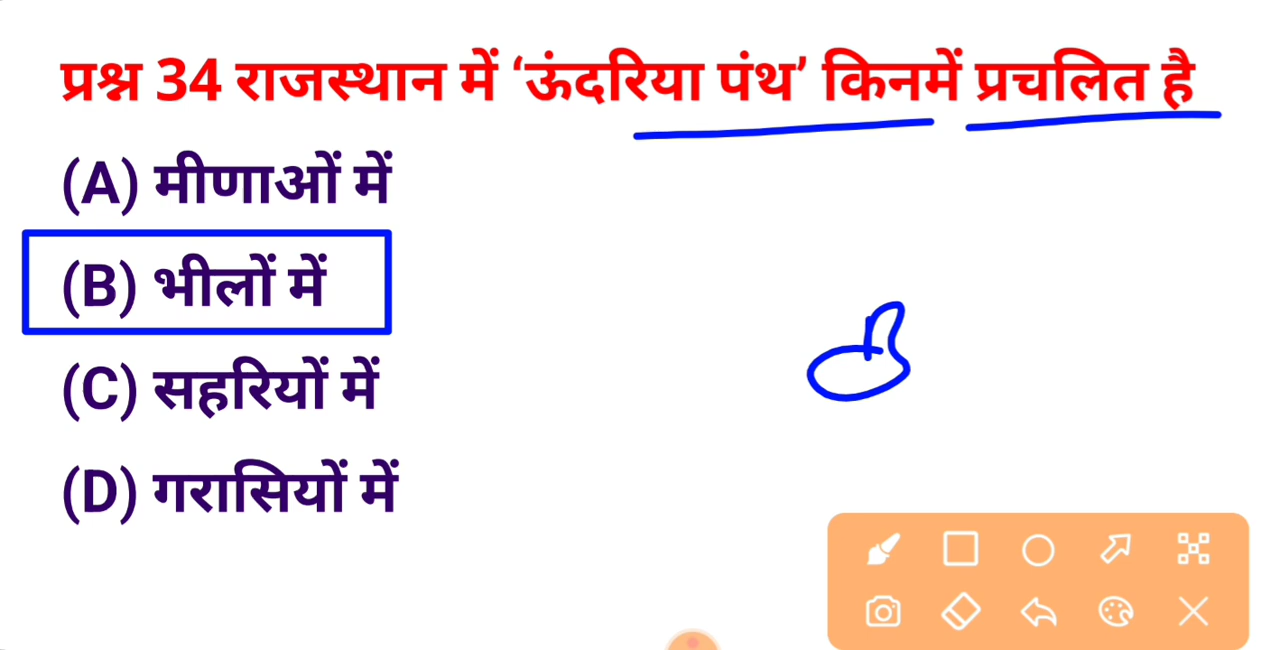 प्रश्न 34 राजस्थान में ‘ऊंदरिया पंथ’ किनमें प्रचलित है
(A) मीणाओं में
(B) भीलों में
(C) सहरियों में
(D) गरासियों में